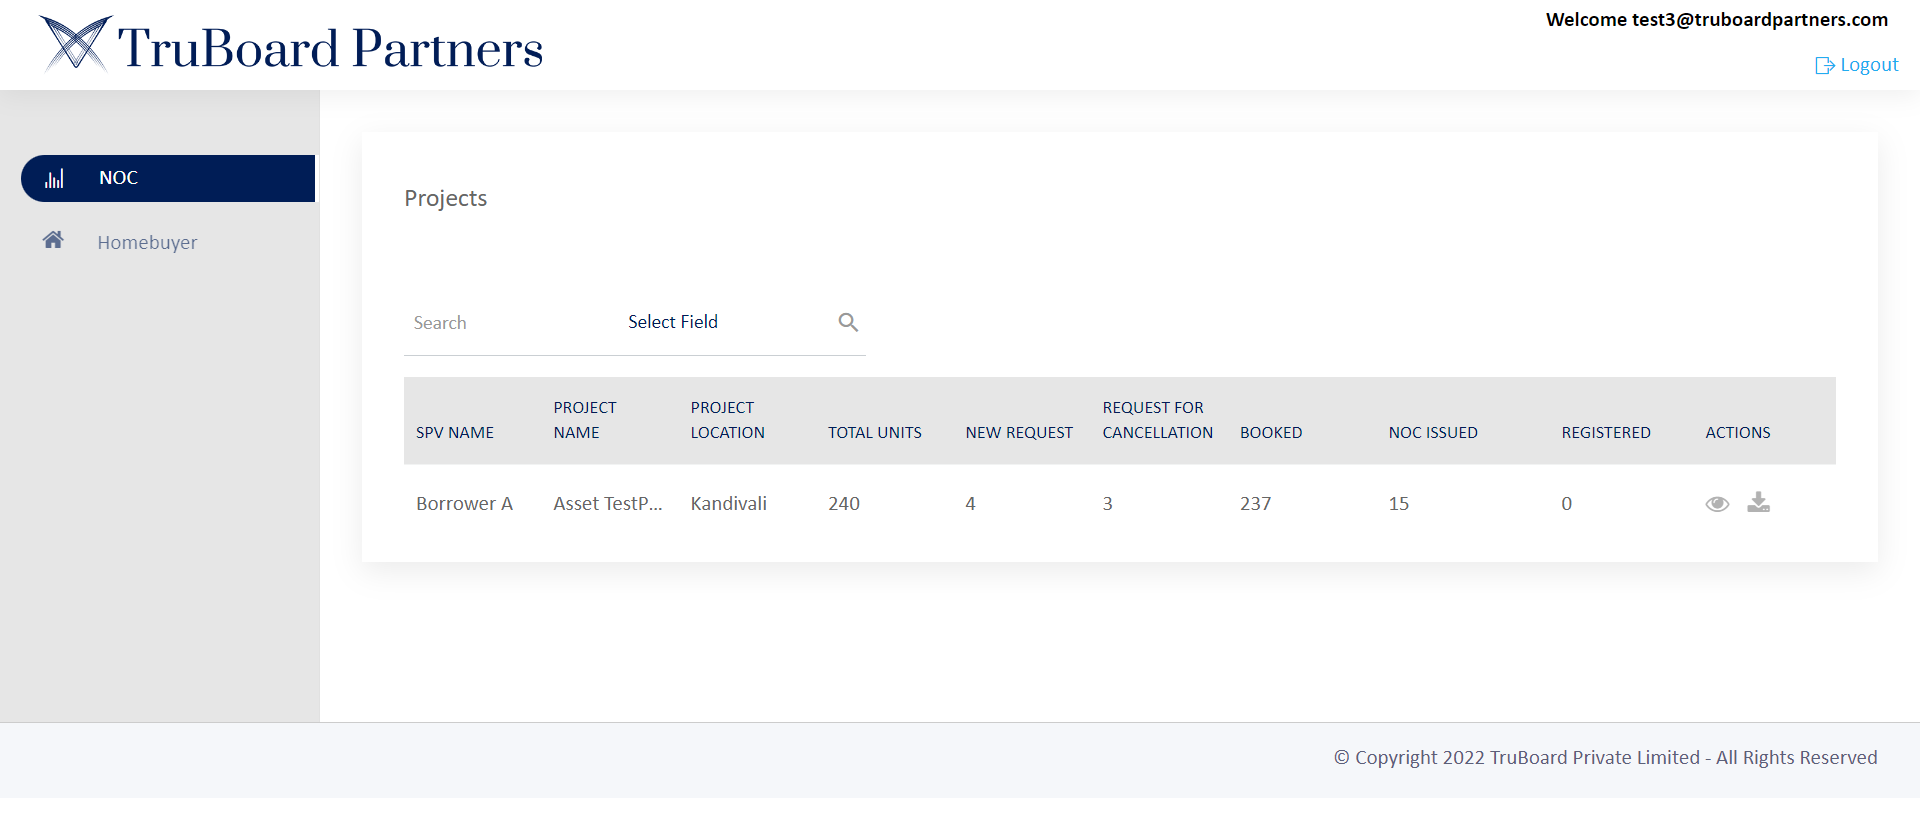 TruBoard Partners
Welcome test3@truboardpartners.com
Logout
NOC
Homebuyer
Projects
Search Select Field
SPV NAME PROJECT NAME PROJECT LOCATION TOTAL UNITS NEW REQUEST REQUEST FOR CANCELLATION BOOKED NOC ISSUED REGISTERED ACTIONS
Borrower A Asset TestP... Kandivali 240 4 3 237 15 0
© Copyright 2022 TruBoard Private Limited - All Rights Reserved